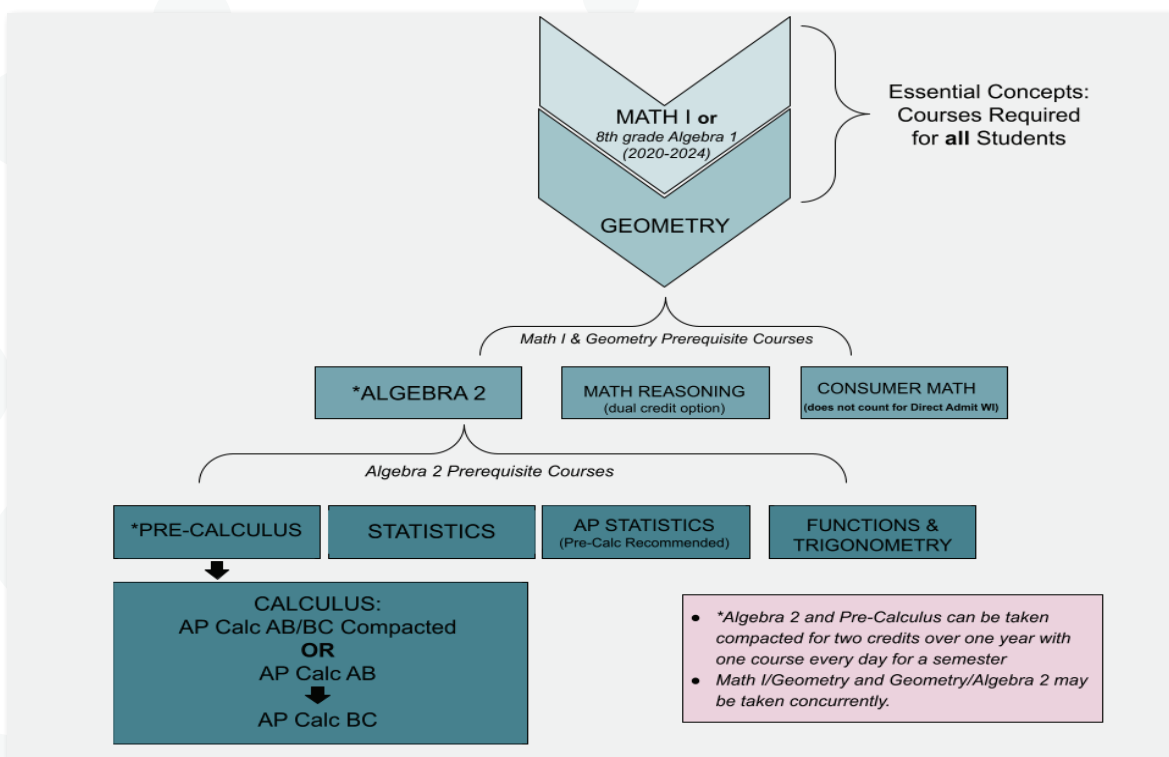 MATH I or
8th grade Algebra 1
(2020-2024)
Essential Concepts:
Courses Required
for all Students
GEOMETRY
Math I & Geometry Prerequisite Courses
*ALGEBRA 2
MATH REASONING
(dual credit option)
CONSUMER MATH
(does not count for Direct Admit WI)
Algebra 2 Prerequisite Courses
*PRE-CALCULUS
STATISTICS
AP STATISTICS
(Pre-Calc Recommended)
FUNCTIONS &
TRIGONOMETRY
CALCULUS:
AP Calc AB/BC Compacted
OR
AP Calc AB
AP Calc BC
• *Algebra 2 and Pre-Calculus can be taken
compacted for two credits over one year with
one course every day for a semester
• Math I/Geometry and Geometry/Algebra 2 may
be taken concurrently.